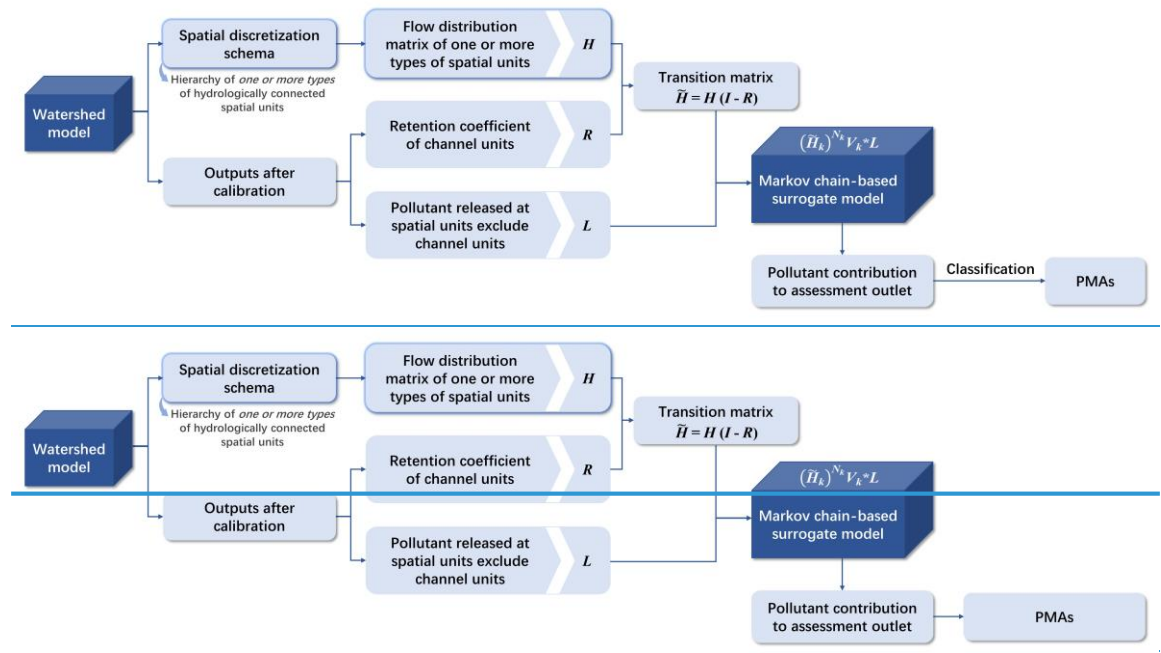 Watershed
model
Spatial discretization
schema
Hierarchy of one or more types
of hydrologically connected
spatial units
Outputs after
calibration
Flow distribution
matrix of one or more
types of spatial units
H
Retention coefficient
of channel units
R
Pollutant released at
spatial units exclude
channel units
L
Transition matrix
H̃ = H (I - R)
(H̃ₖ)^Nₖ Vₖ*L
Markov chain-based
surrogate model
Pollutant contribution
to assessment outlet
Classification
PMAs
Watershed
model
Spatial discretization
schema
Hierarchy of one or more types
of hydrologically connected
spatial units
Outputs after
calibration
Flow distribution
matrix of one or more
types of spatial units
H
Retention coefficient
of channel units
R
Pollutant released at
spatial units exclude
channel units
L
Transition matrix
H̃ = H (I - R)
(H̃ₖ)^Nₖ Vₖ*L
Markov chain-based
surrogate model
Pollutant contribution
to assessment outlet
PMAs